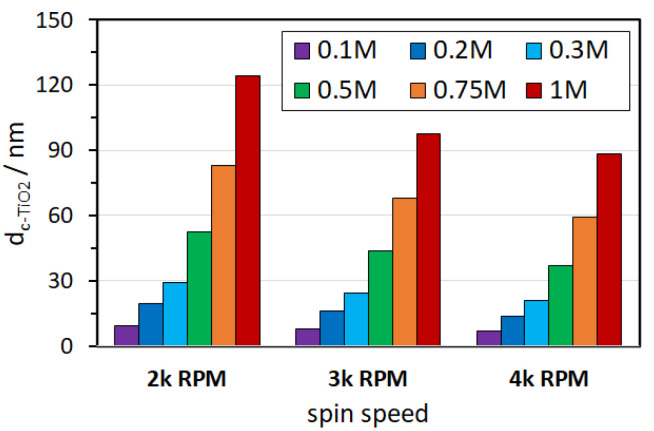 150
120
90
60
30
0
d_c-TiO2 / nm
0.1M 0.2M 0.3M
0.5M 0.75M 1M
2k RPM 3k RPM 4k RPM
spin speed